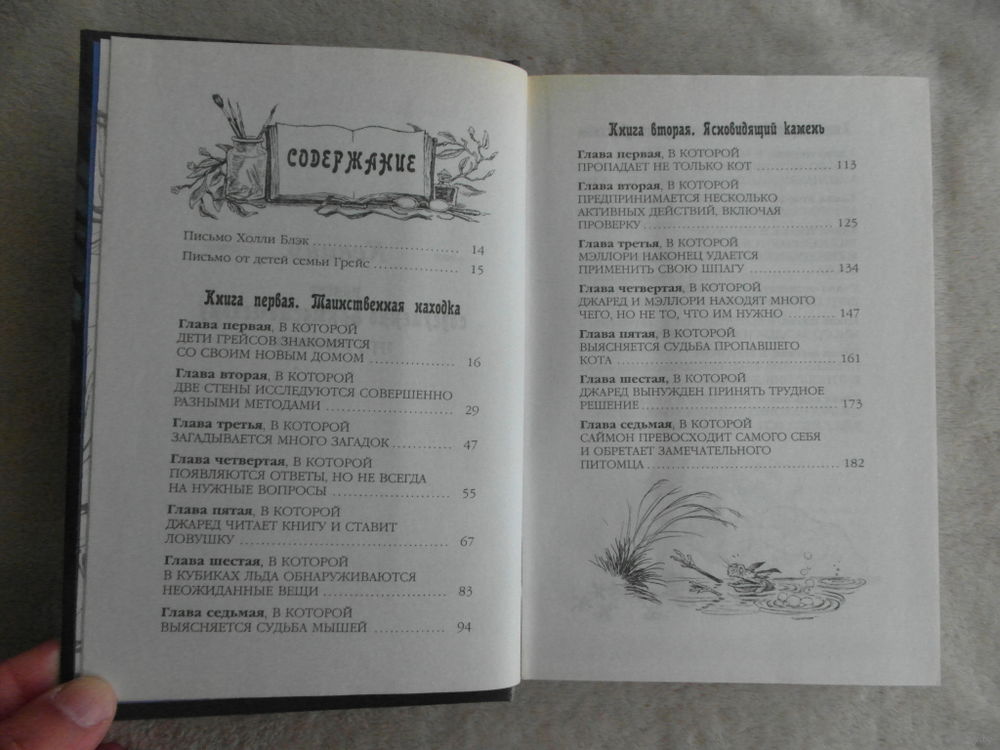 СОДЕРЖАНИЕ
Письмо Холли Блэк 14
Письмо от детей семьи Грейс 15
Книга первая. Таинственная находка
Глава первая, В КОТОРОЙ
ДЕТИ ГРЕЙСОВ ЗНАКОМЯТСЯ
СО СВОИМ НОВЫМ ДОМОМ 16
Глава вторая, В КОТОРОЙ
ДВЕ СТЕНЫ ИССЛЕДУЮТСЯ СОВЕРШЕННО
РАЗНЫМИ МЕТОДАМИ 29
Глава третья, В КОТОРОЙ
ЗАГАДЫВАЕТСЯ МНОГО ЗАГАДОК 47
Глава четвертая, В КОТОРОЙ
ПОЯВЛЯЮТСЯ ОТВЕТЫ, НО НЕ ВСЕГДА
НА НУЖНЫЕ ВОПРОСЫ 55
Глава пятая, В КОТОРОЙ
ДЖАРЕД ЧИТАЕТ КНИГУ И СТАВИТ
ЛОВУШКУ 67
Глава шестая, В КОТОРОЙ
В КУБИКАХ ЛЬДА ОБНАРУЖИВАЮТСЯ
НЕОЖИДАННЫЕ ВЕЩИ 83
Глава седьмая, В КОТОРОЙ
ВЫЯСНЯЕТСЯ СУДЬБА МЫШЕЙ 94
Книга вторая. Ясновидящий камень
Глава первая, В КОТОРОЙ
ПРОПАДАЕТ НЕ ТОЛЬКО КОТ 113
Глава вторая, В КОТОРОЙ
ПРЕДПРИНИМАЕТСЯ НЕСКОЛЬКО
АКТИВНЫХ ДЕЙСТВИЙ, ВКЛЮЧАЯ
ПРОВЕРКУ 125
Глава третья, В КОТОРОЙ
МЭЛЛОРИ НАКОНЕЦ УДАЕТСЯ
ПРИМЕНИТЬ СВОЮ ШПАГУ 134
Глава четвертая, В КОТОРОЙ
ДЖАРЕД И МЭЛЛОРИ НАХОДЯТ МНОГО
ЧЕГО, НО НЕ ТО, ЧТО ИМ НУЖНО 147
Глава пятая, В КОТОРОЙ
ВЫЯСНЯЕТСЯ СУДЬБА ПРОПАВШЕГО
КОТА 161
Глава шестая, В КОТОРОЙ
ДЖАРЕД ВЫНУЖДЕН ПРИНЯТЬ ТРУДНОЕ
РЕШЕНИЕ 173
Глава седьмая, В КОТОРОЙ
САЙМОН ПРЕВОСХОДИТ САМОГО СЕБЯ
И ОБРЕТАЕТ ЗАМЕЧАТЕЛЬНОГО
ПИТОМЦА 182